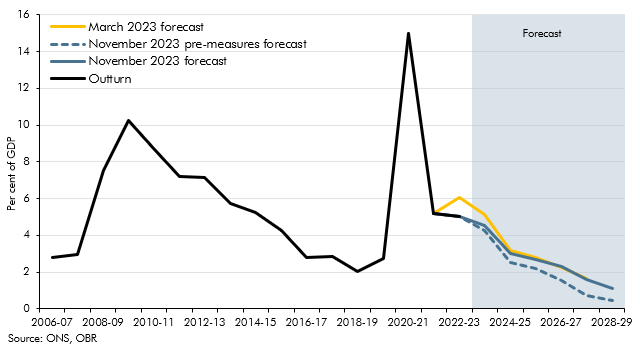 16
14
12
10
8
6
4
2
0
Per cent of GDP
March 2023 forecast
November 2023 pre-measures forecast
November 2023 forecast
Outturn
Forecast
2006-07 2008-09 2010-11 2012-13 2014-15 2016-17 2018-19 2020-21 2022-23 2024-25 2026-27 2028-29
Source: ONS, OBR